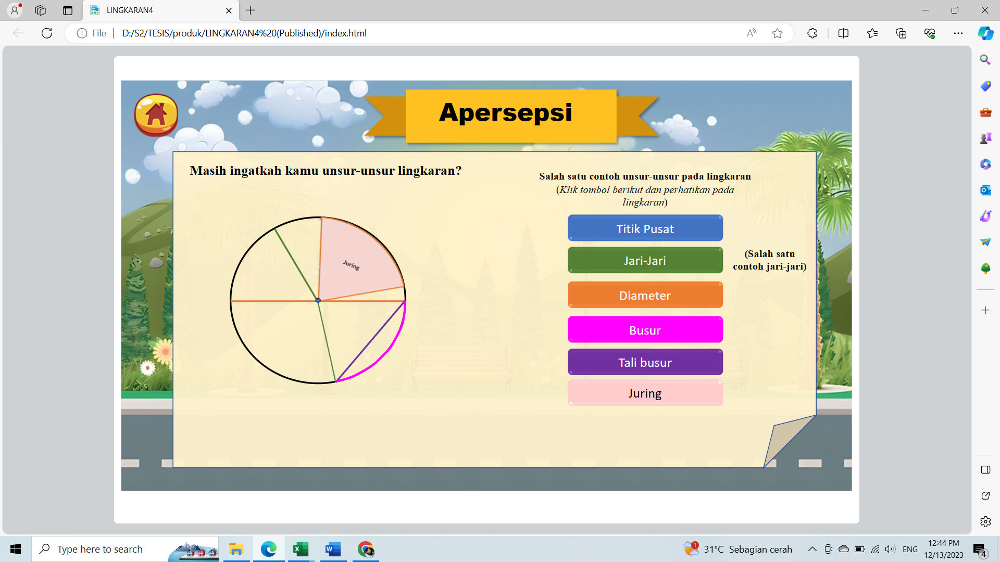 LINGKARAN4
File
D:/S2/TESIS/produk/LINGKARAN4%20(Published)/index.html
Apersepsi
Masih ingatkah kamu unsur-unsur lingkaran?
Juring
Salah satu contoh unsur-unsur pada lingkaran
(Klik tombol berikut dan perhatikan pada
lingkaran)
Titik Pusat
Jari-Jari
(Salah satu
contoh jari-jari)
Diameter
Busur
Tali busur
Juring
Type here to search
1
31°C Sebagian cerah
ENG
12:44 PM
12/13/2023
4